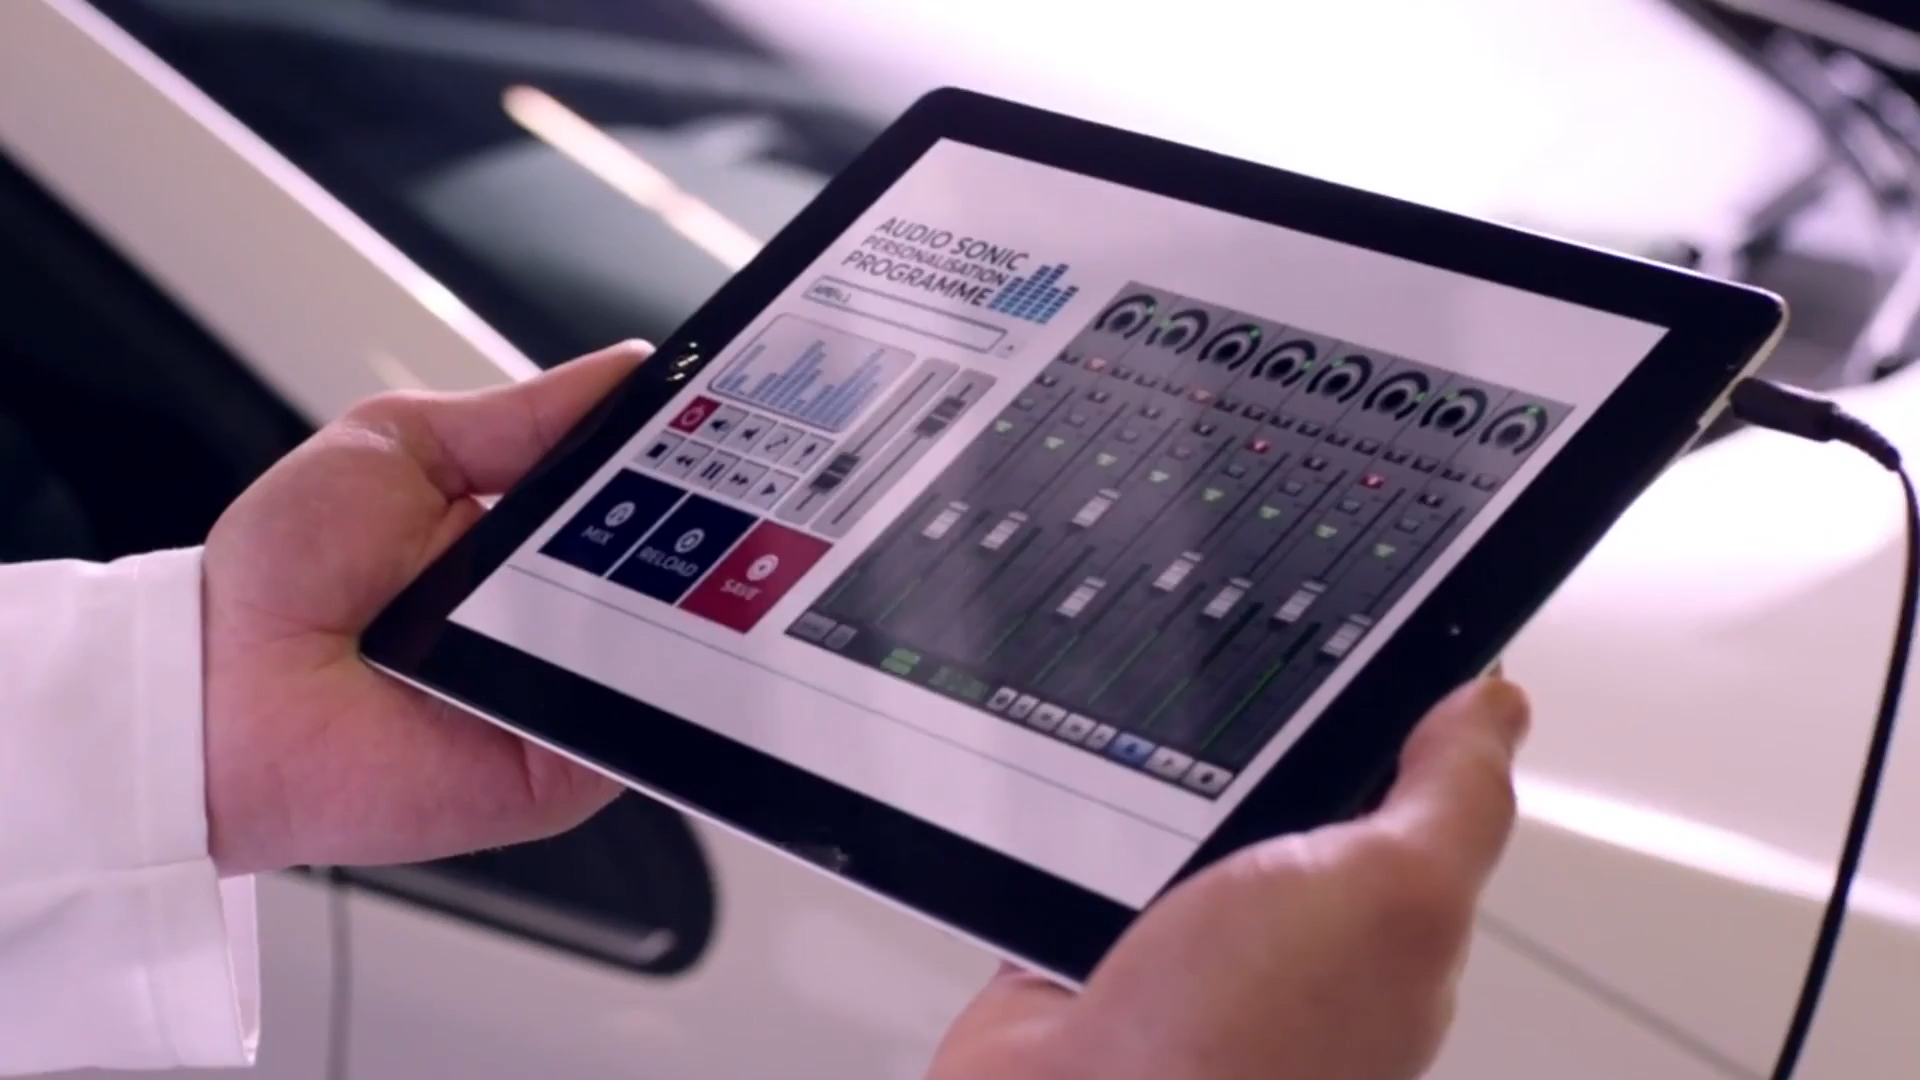 AUDIO SONIC
PERSONALISATION
PROGRAMME
MIX
RELOAD
SAVE